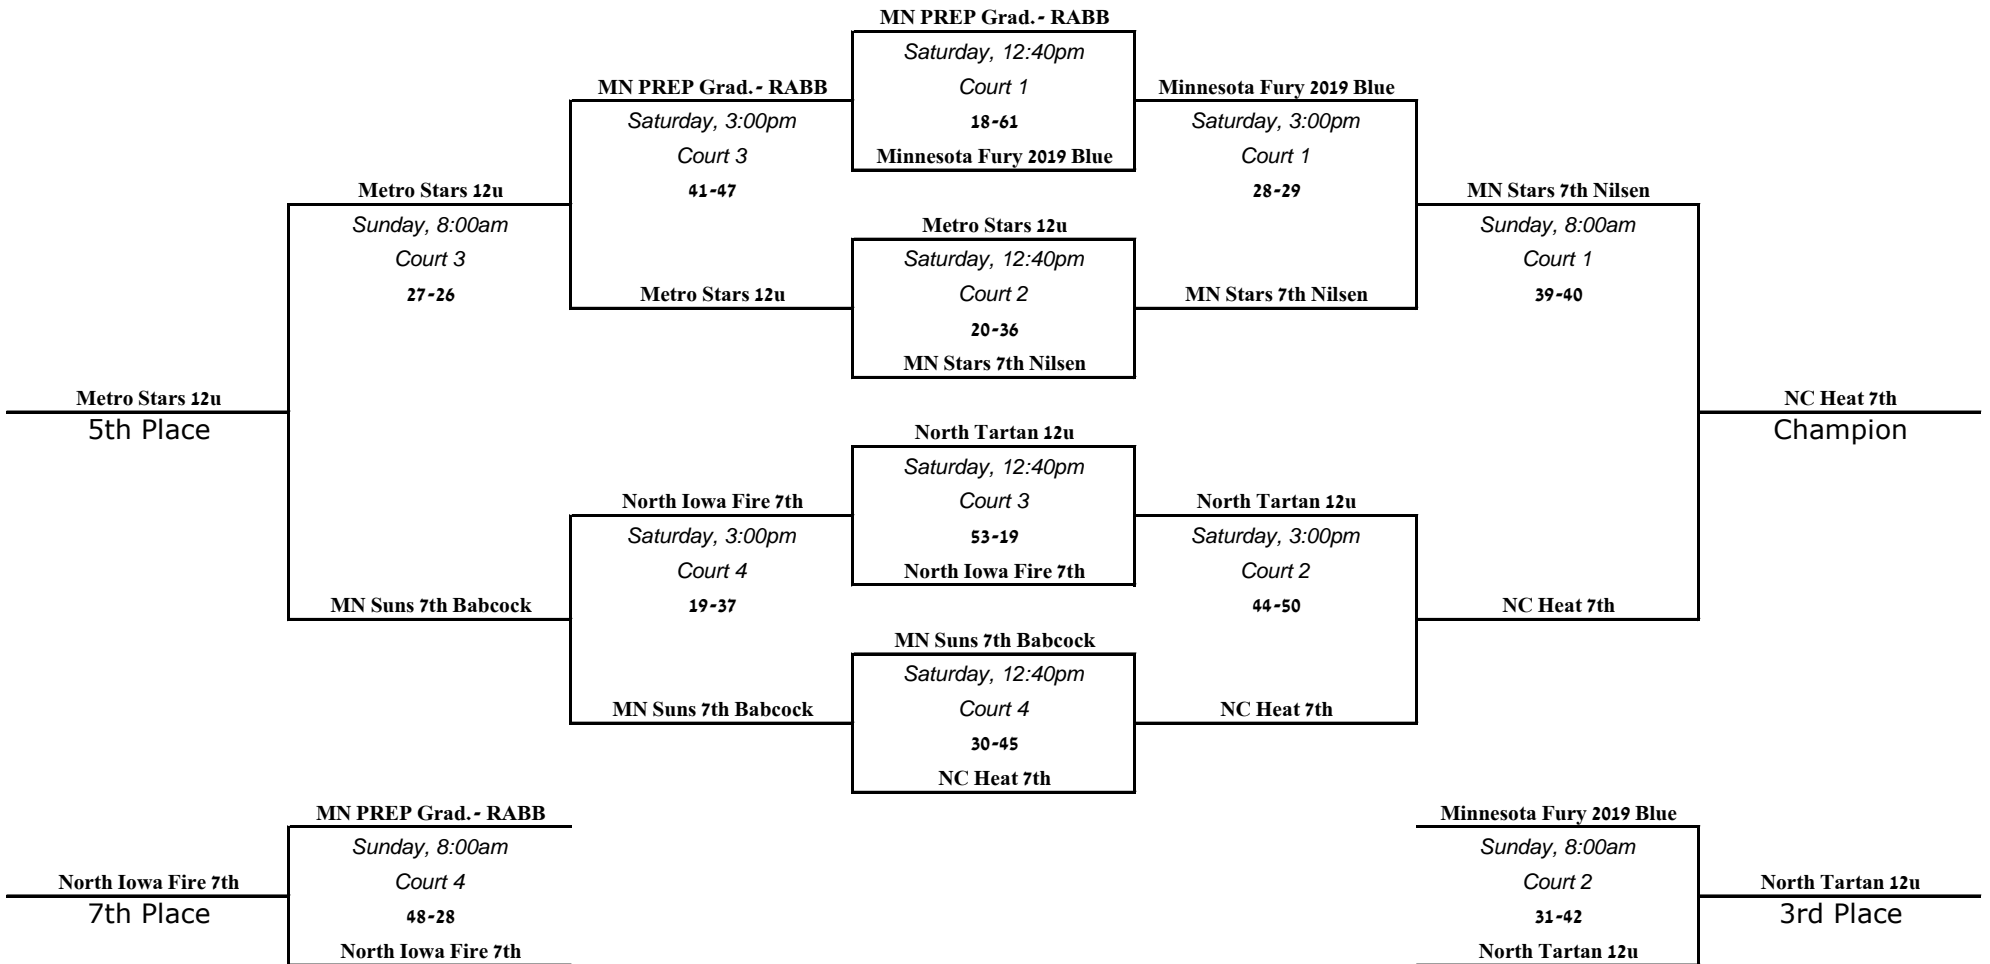 MN PREP Grad.- RABB
Saturday, 12:40pm
MN PREP Grad.- RABB
Court 1
Minnesota Fury 2019 Blue
Saturday, 3:00pm
18-61
Saturday, 3:00pm
Court 3
Minnesota Fury 2019 Blue
Court 1
Metro Stars 12u
41-47
28-29
MN Stars 7th Nilsen
Sunday, 8:00am
Metro Stars 12u
Sunday, 8:00am
Court 3
Saturday, 12:40pm
Court 1
27-26
Metro Stars 12u
Court 2
MN Stars 7th Nilsen
39-40
20-36
MN Stars 7th Nilsen
Metro Stars 12u
NC Heat 7th
5th Place
North Tartan 12u
Champion
Saturday, 12:40pm
North Iowa Fire 7th
Court 3
North Tartan 12u
Saturday, 3:00pm
53-19
Saturday, 3:00pm
Court 4
North Iowa Fire 7th
Court 2
MN Suns 7th Babcock
19-37
44-50
NC Heat 7th
MN Suns 7th Babcock
Saturday, 12:40pm
MN Suns 7th Babcock
Court 4
NC Heat 7th
30-45
NC Heat 7th
MN PREP Grad.- RABB
Minnesota Fury 2019 Blue
Sunday, 8:00am
Sunday, 8:00am
North Iowa Fire 7th
Court 4
Court 2
North Tartan 12u
7th Place
48-28
31-42
3rd Place
North Iowa Fire 7th
North Tartan 12u